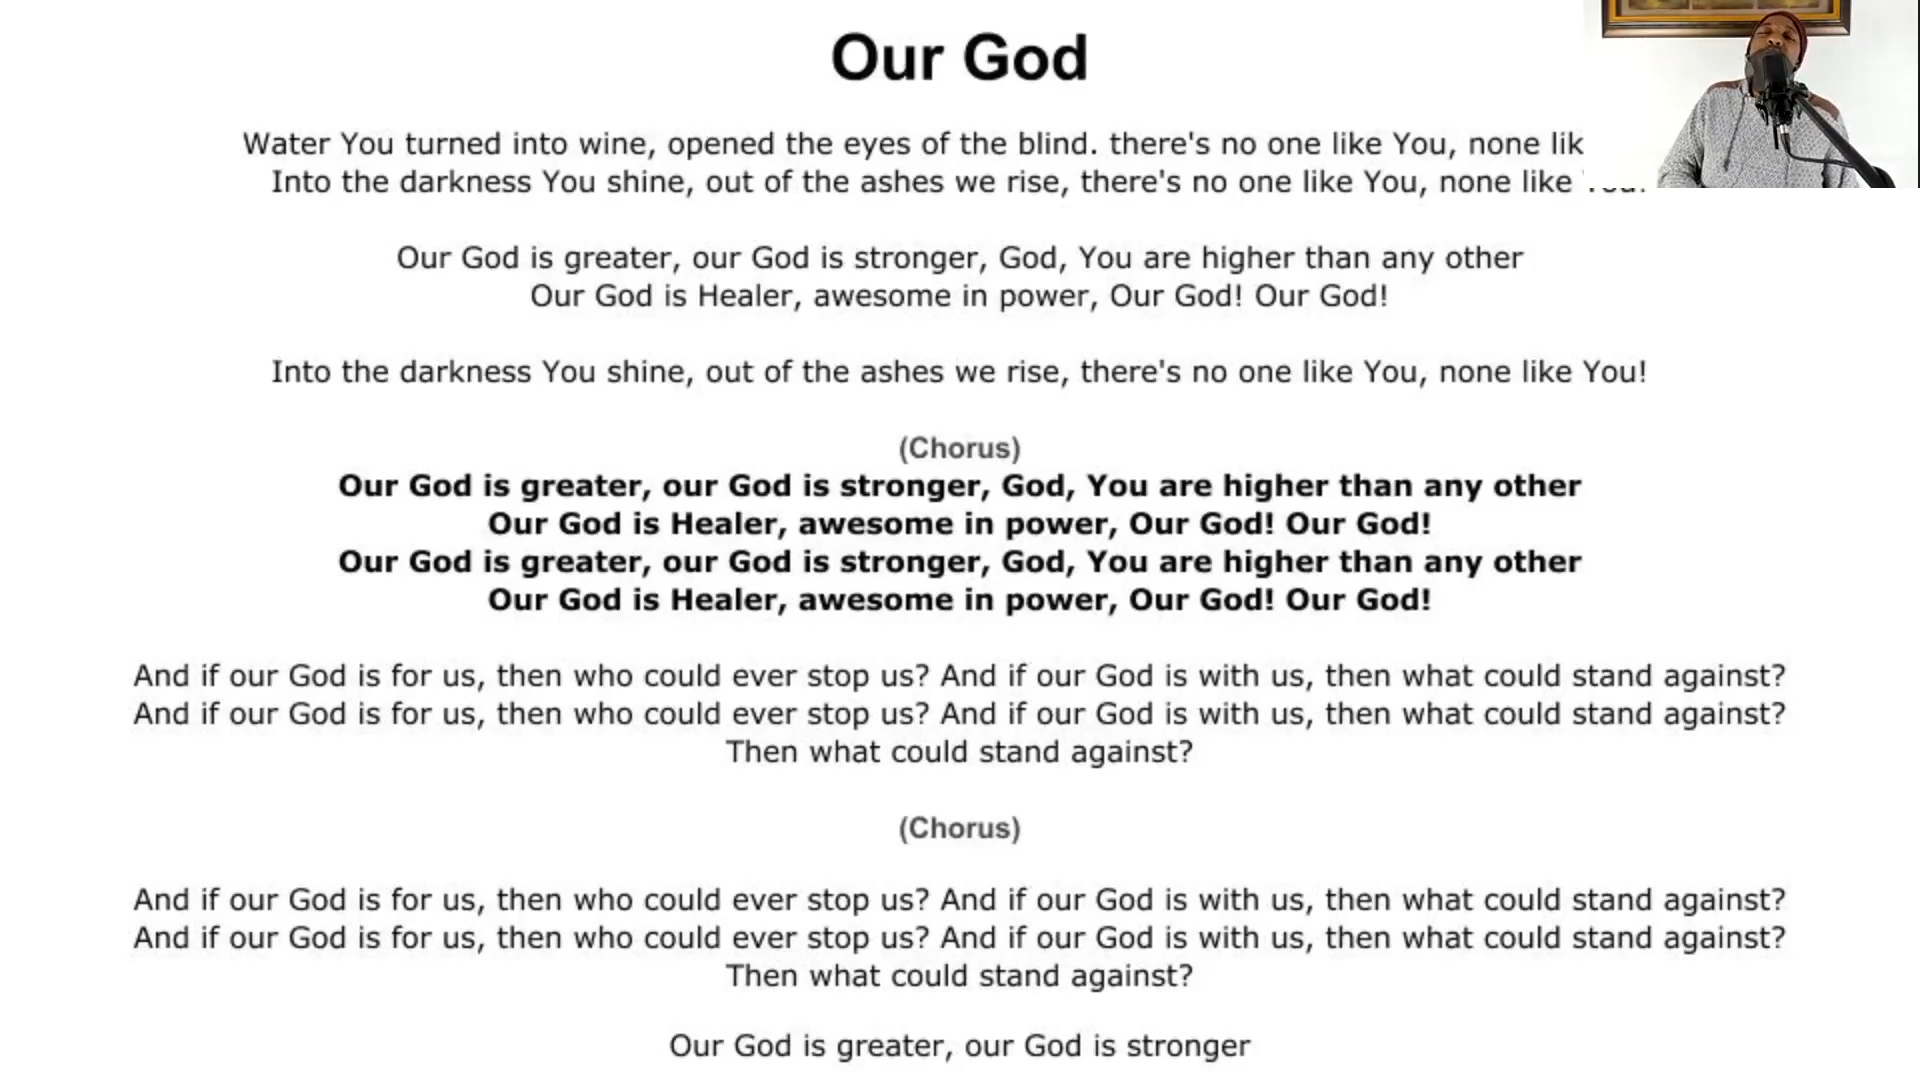 Our God
Water You turned into wine, opened the eyes of the blind. there's no one like You, none lik
Into the darkness You shine, out of the ashes we rise, there's no one like You, none like You!
Our God is greater, our God is stronger, God, You are higher than any other
Our God is Healer, awesome in power, Our God! Our God!
Into the darkness You shine, out of the ashes we rise, there's no one like You, none like You!
(Chorus)
Our God is greater, our God is stronger, God, You are higher than any other
Our God is Healer, awesome in power, Our God! Our God!
Our God is greater, our God is stronger, God, You are higher than any other
Our God is Healer, awesome in power, Our God! Our God!
And if our God is for us, then who could ever stop us? And if our God is with us, then what could stand against?
And if our God is for us, then who could ever stop us? And if our God is with us, then what could stand against?
Then what could stand against?
(Chorus)
And if our God is for us, then who could ever stop us? And if our God is with us, then what could stand against?
And if our God is for us, then who could ever stop us? And if our God is with us, then what could stand against?
Then what could stand against?
Our God is greater, our God is stronger